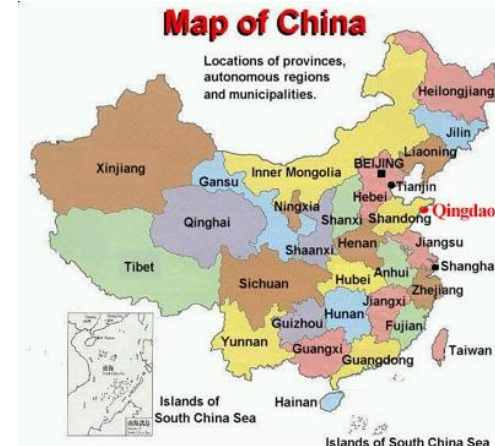 Map of China
Locations of provinces,
autonomous regions
and municipalities.
Heilongjiang
Jilin
Liaoning
Inner Mongolia
BEIJING
Xinjiang
Gansu
Tianjin
Hebei
Ningxia
Shanxi
Shandong
Qingdao
Qinghai
Shaanxi
Henan
Jiangsu
Tibet
Sichuan
Hubei
Anhui
Shangha
Zhejiang
Hunan
Jiangxi
Guizhou
Fujian
Yunnan
Guangxi
Guangdong
Taiwan
Hainan
Islands of
South China Sea
Islands of South China Sea